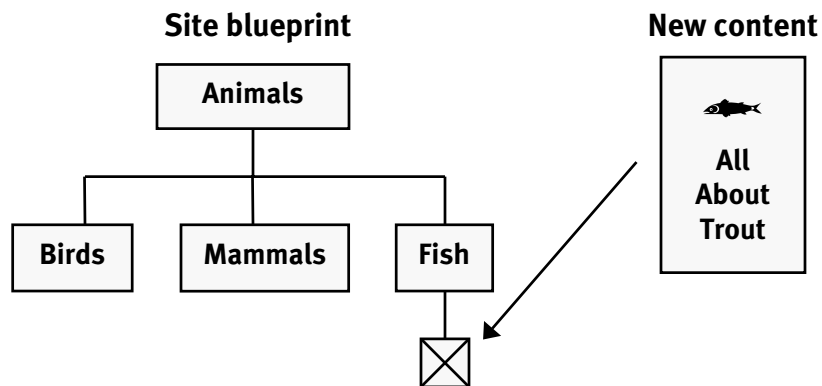 Site blueprint
New content
Animals
All
About
Trout
Birds
Mammals
Fish